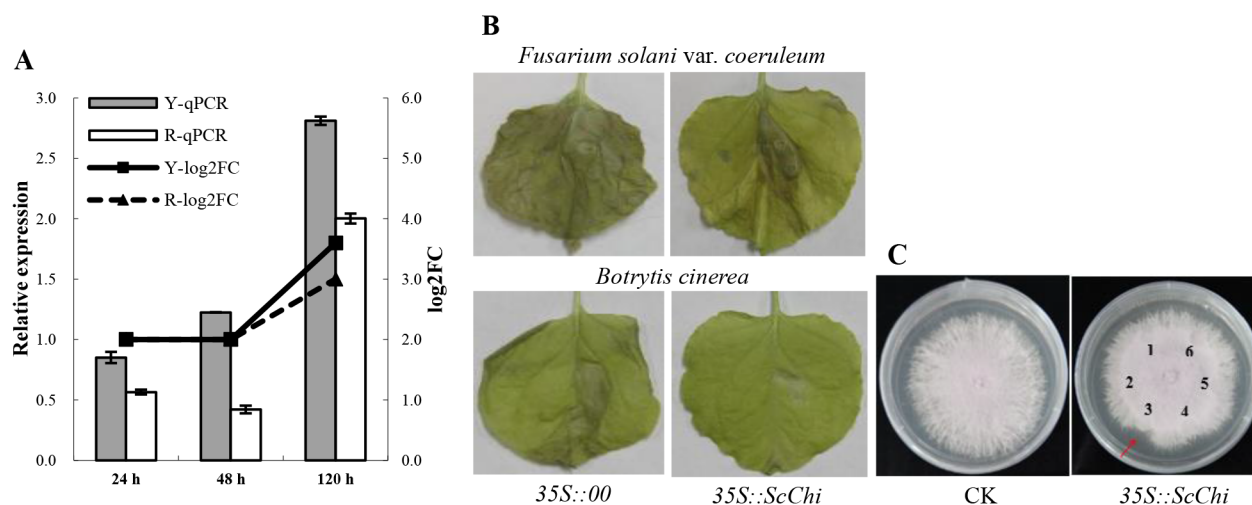 A
Relative expression
3.0
2.5
2.0
1.5
1.0
0.5
0.0
Y-qPCR
R-qPCR
Y-log2FC
R-log2FC
6.0
5.0
4.0
3.0
2.0
1.0
0.0
log2FC
24 h 48 h 120 h
B
Fusarium solani var. coeruleum
Botrytis cinerea
35S::00 35S::ScChi
C
1 6
2 5
3 4
CK 35S::ScChi